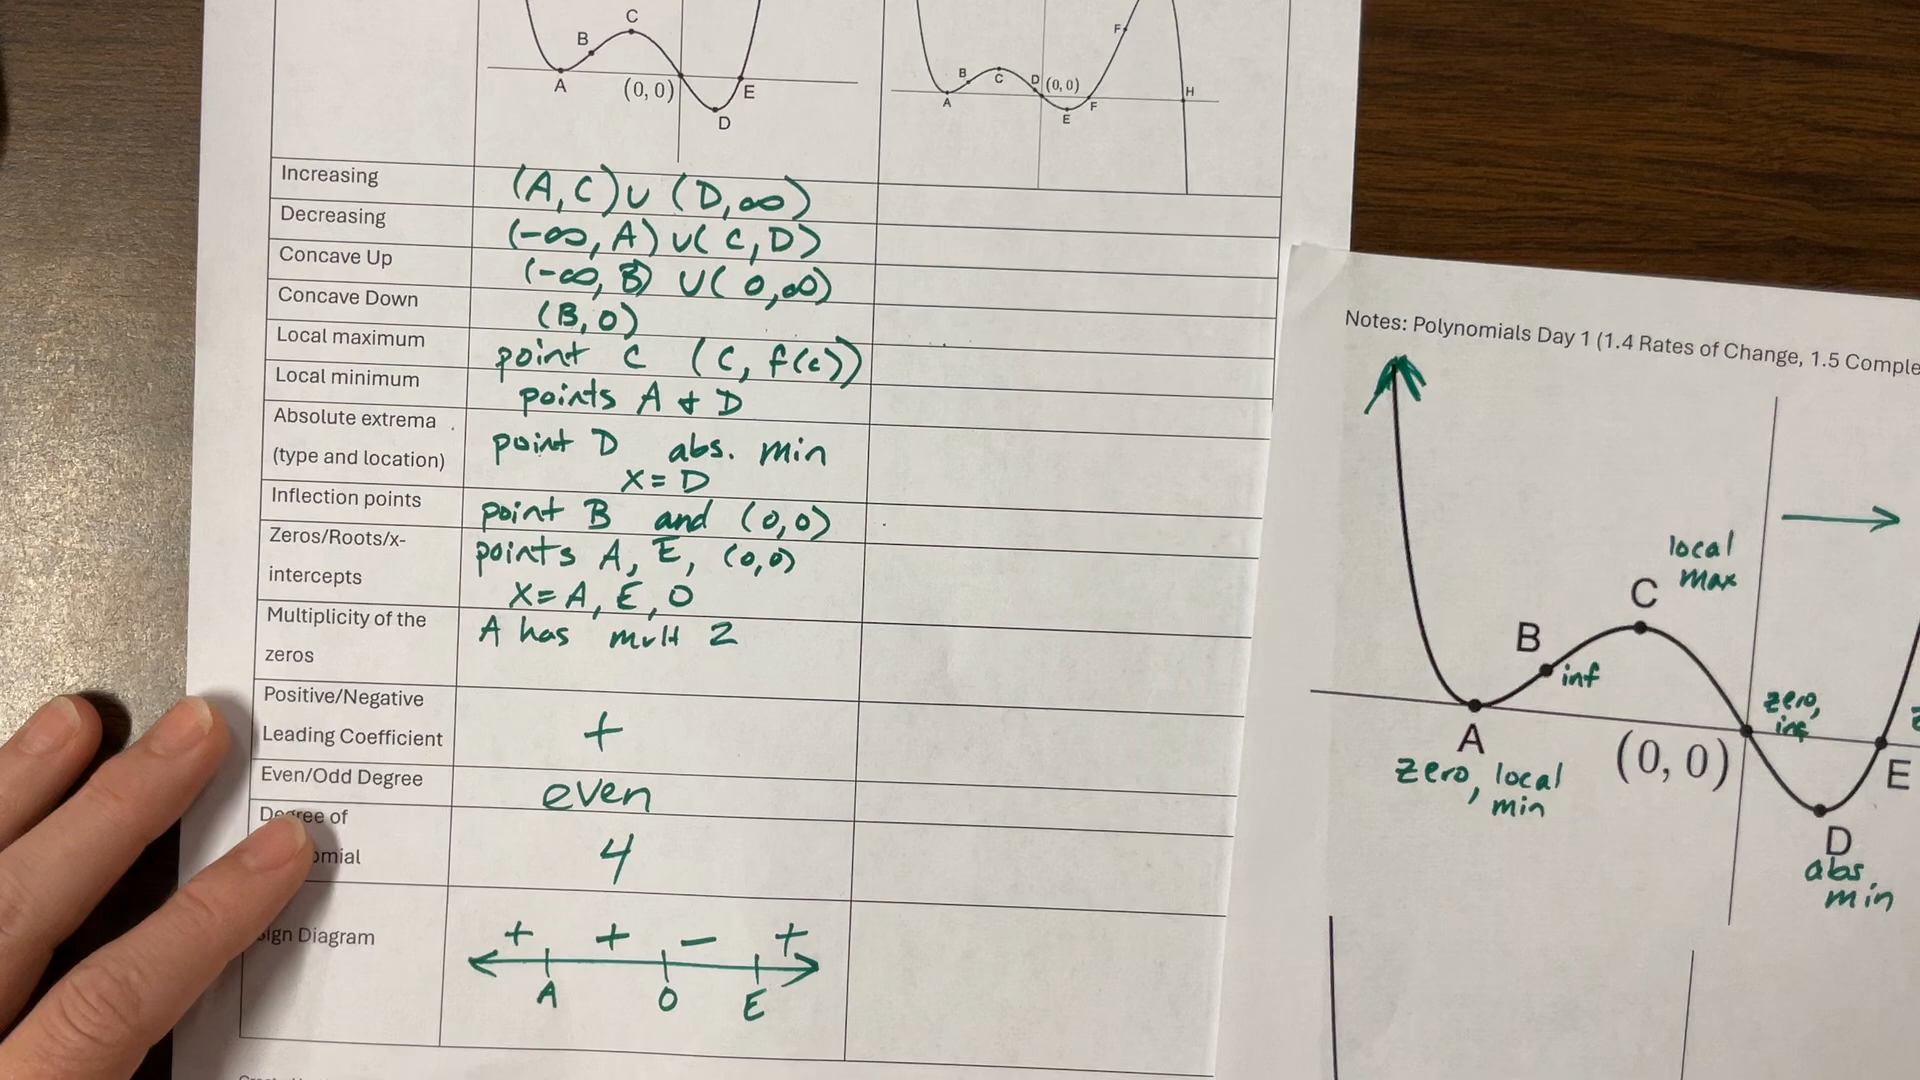 C
B
A
(0, 0)
E
D
F
B
C
D
(0, 0)
A
E
F
H
Increasing
(A,C)∪ (D,∞)
Decreasing
(-∞, A) ∪( C, D)
Concave Up
(-∞, B) ∪( 0,∞)
Concave Down
(B, 0)
Local maximum
point C (C, f(c))
Local minimum
points A + D
Absolute extrema
(type and location)
point D abs. min
x = D
Inflection points
point B and (0,0)
Zeros/Roots/x-
intercepts
points A, E, (0,0)
X= A, E, 0
Multiplicity of the
zeros
A has mult 2
Positive/Negative
Leading Coefficient
+
Even/Odd Degree
even
Degree of
omial
4
ign Diagram
+ + − +
A 0 E
Notes: Polynomials Day 1 (1.4 Rates of Change, 1.5 Comple
local
max
C
B
inf
zero,
inf
A
(0, 0)
E
zero, local
min
D
abs
min